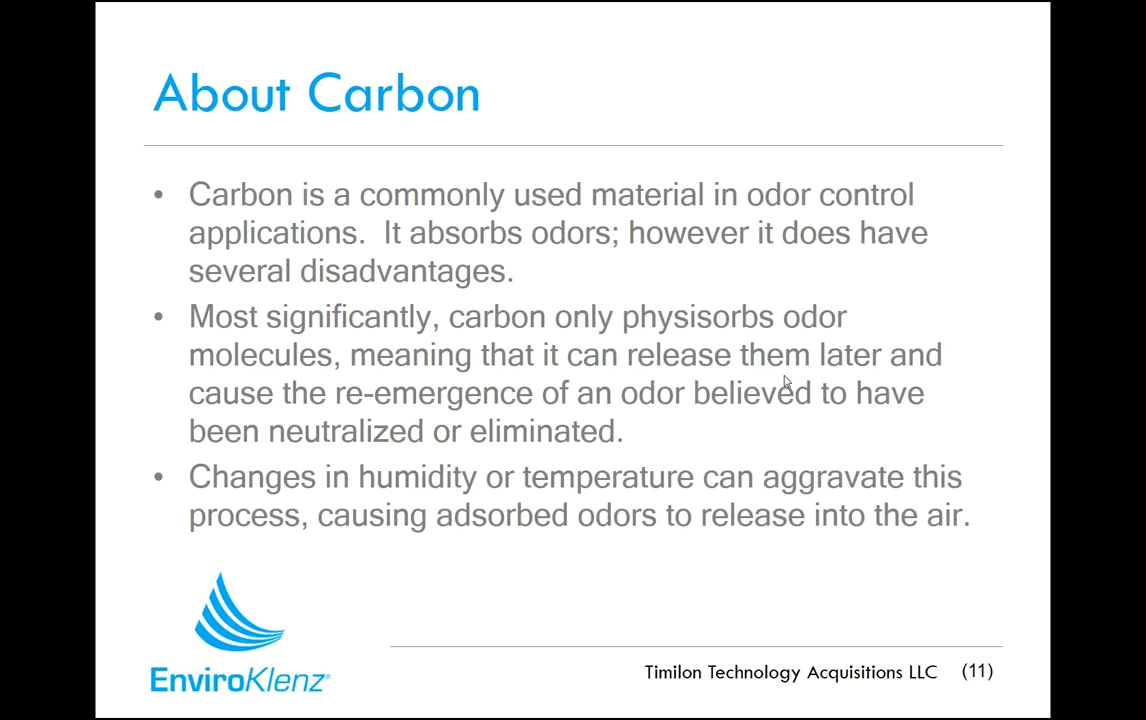 About Carbon
• Carbon is a commonly used material in odor control
applications.  It absorbs odors; however it does have
several disadvantages.
• Most significantly, carbon only physisorbs odor
molecules, meaning that it can release them later and
cause the re-emergence of an odor believed to have
been neutralized or eliminated.
• Changes in humidity or temperature can aggravate this
process, causing adsorbed odors to release into the air.
EnviroKlenz®
Timilon Technology Acquisitions LLC (11)